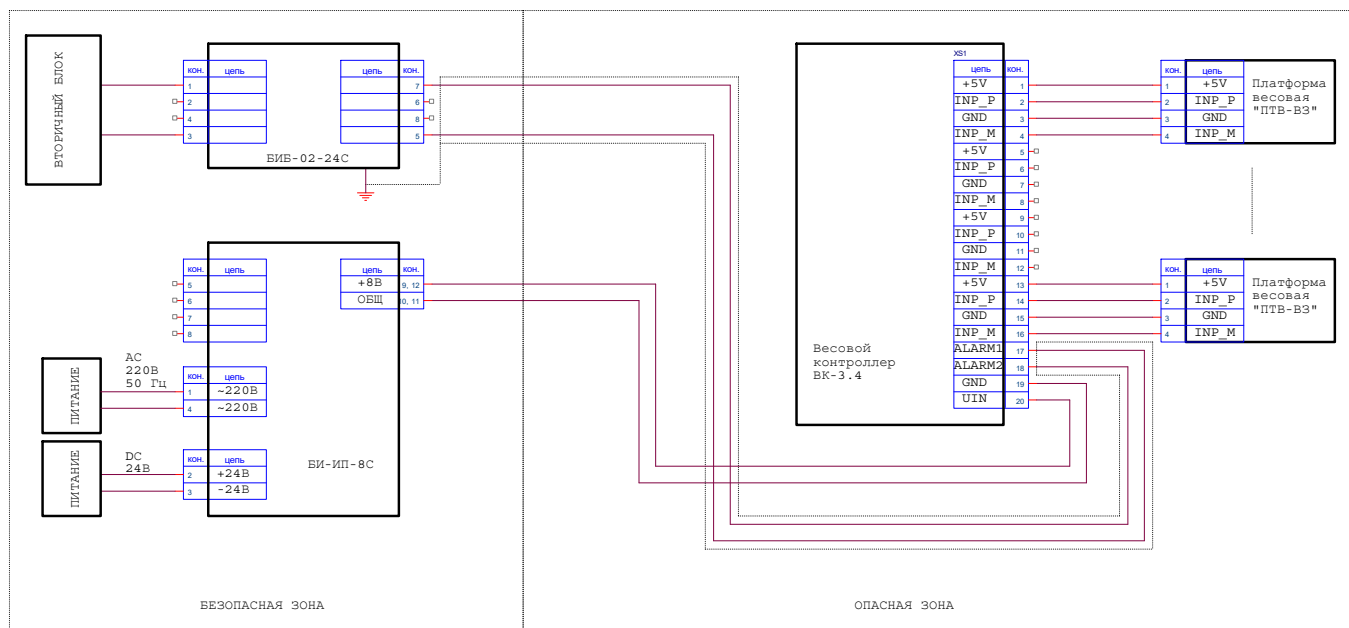 ВТОРИЧНЫЙ БЛОК
кон. цепь
1
2
4
3
цепь кон.
7
6
8
5
БИБ-02-24С
кон. цепь
5
6
7
8
цепь кон.
+8В 9, 12
ОБЩ 10, 11
ПИТАНИЕ
AC
220В
50 Гц
кон. цепь
1 ~220В
4 ~220В
ПИТАНИЕ
DC
24В
кон. цепь
2 +24В
3 -24В
БИ-ИП-8С
БЕЗОПАСНАЯ ЗОНА
XS1
цепь кон.
+5V 1
INP_P 2
GND 3
INP_M 4
+5V 5
INP_P 6
GND 7
INP_M 8
+5V 9
INP_P 10
GND 11
INP_M 12
+5V 13
INP_P 14
GND 15
INP_M 16
ALARM1 17
ALARM2 18
GND 19
UIN 20
Весовой
контроллер
ВК-3.4
кон. цепь
1 +5V
2 INP_P
3 GND
4 INP_M
Платформа
весовая
"ПТВ-ВЗ"
кон. цепь
1 +5V
2 INP_P
3 GND
4 INP_M
Платформа
весовая
"ПТВ-ВЗ"
ОПАСНАЯ ЗОНА